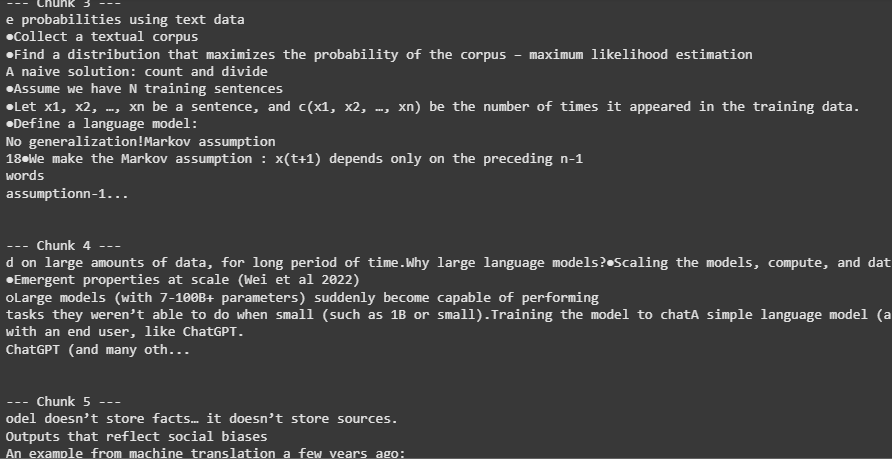 --- Chunk 3 ---
e probabilities using text data
●Collect a textual corpus
●Find a distribution that maximizes the probability of the corpus – maximum likelihood estimation
A naive solution: count and divide
●Assume we have N training sentences
●Let x1, x2, …, xn be a sentence, and c(x1, x2, …, xn) be the number of times it appeared in the training data.
●Define a language model:
No generalization!Markov assumption
18●We make the Markov assumption : x(t+1) depends only on the preceding n-1
words
assumptionn-1...
--- Chunk 4 ---
d on large amounts of data, for long period of time.Why large language models?●Scaling the models, compute, and dat
●Emergent properties at scale (Wei et al 2022)
oLarge models (with 7-100B+ parameters) suddenly become capable of performing
tasks they weren’t able to do when small (such as 1B or small).Training the model to chatA simple language model (a
with an end user, like ChatGPT.
ChatGPT (and many oth...
--- Chunk 5 ---
odel doesn’t store facts… it doesn’t store sources.
Outputs that reflect social biases
An example from machine translation a few years ago: